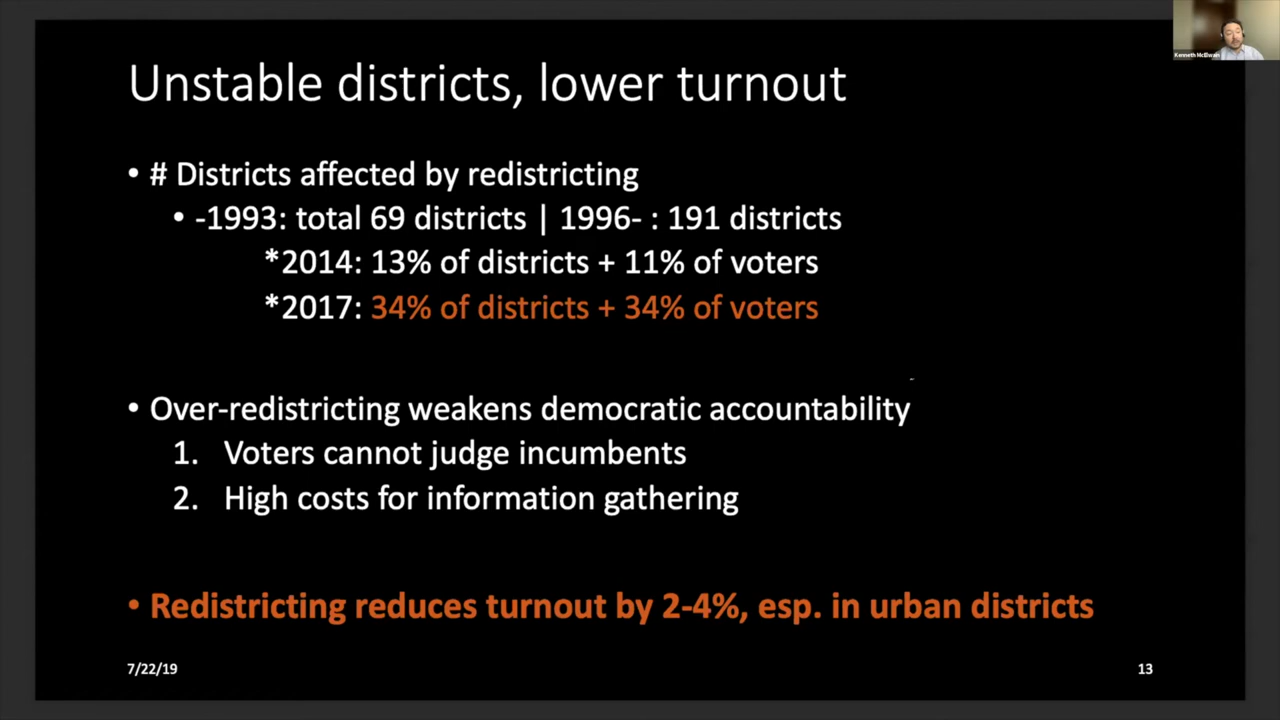 Kenneth McElwain
Unstable districts, lower turnout
• # Districts affected by redistricting
• -1993: total 69 districts | 1996- : 191 districts
*2014: 13% of districts + 11% of voters
*2017: 34% of districts + 34% of voters
• Over-redistricting weakens democratic accountability
1. Voters cannot judge incumbents
2. High costs for information gathering
• Redistricting reduces turnout by 2-4%, esp. in urban districts
7/22/19
13